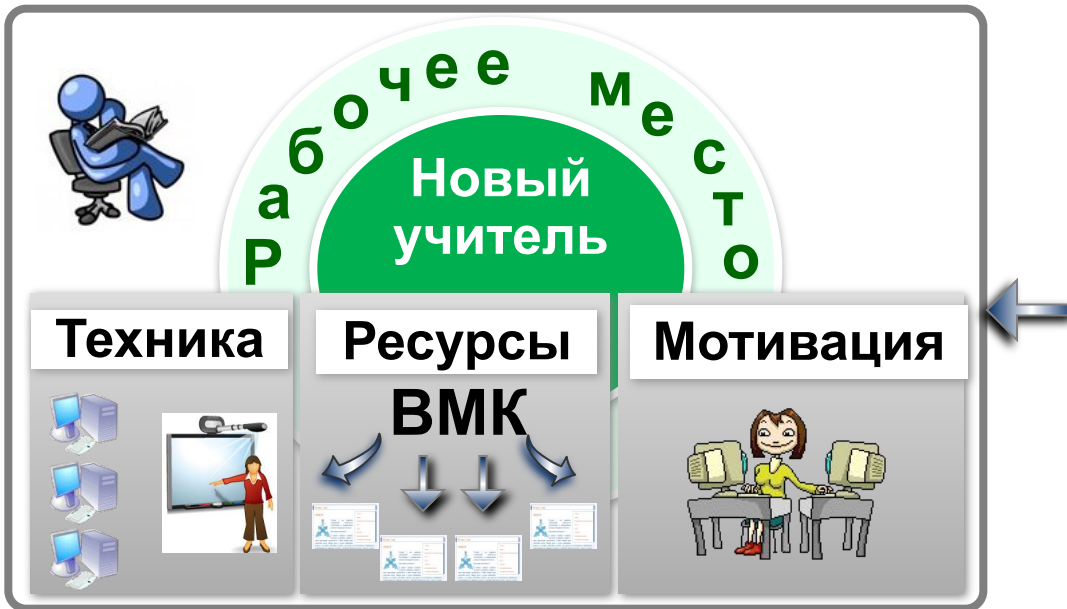 Рабочее место
Новый
учитель
Техника
Ресурсы
Мотивация
ВМК